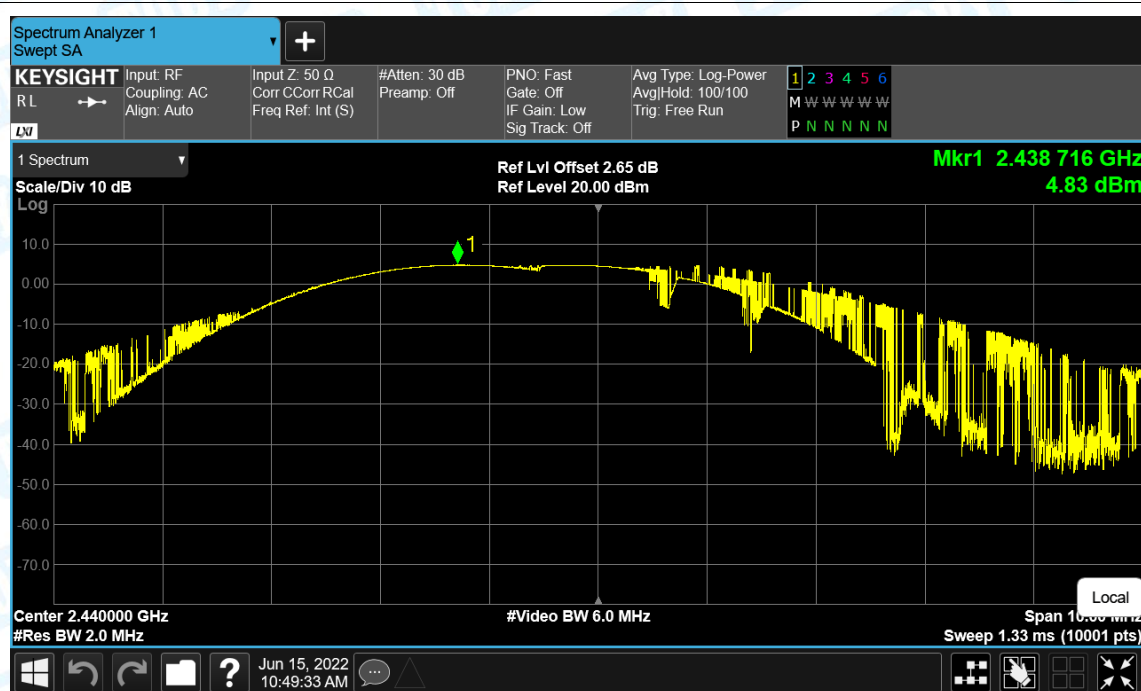 Spectrum Analyzer 1
Swept SA
+
KEYSIGHT
R L
LXI
Input: RF
Coupling: AC
Align: Auto
Input Z: 50 Ω
Corr CCorr RCal
Freq Ref: Int (S)
#Atten: 30 dB
Preamp: Off
PNO: Fast
Gate: Off
IF Gain: Low
Sig Track: Off
Avg Type: Log-Power
Avg|Hold: 100/100
Trig: Free Run
1 2 3 4 5 6
M W W W W W
P N N N N N
1 Spectrum
Scale/Div 10 dB
Ref Lvl Offset 2.65 dB
Ref Level 20.00 dBm
Mkr1 2.438 716 GHz
4.83 dBm
Log
1
10.0
0.00
-10.0
-20.0
-30.0
-40.0
-50.0
-60.0
-70.0
Local
Center 2.440000 GHz
#Video BW 6.0 MHz
Span 10.00 MHz
#Res BW 2.0 MHz
Sweep 1.33 ms (10001 pts)
?
Jun 15, 2022
10:49:33 AM